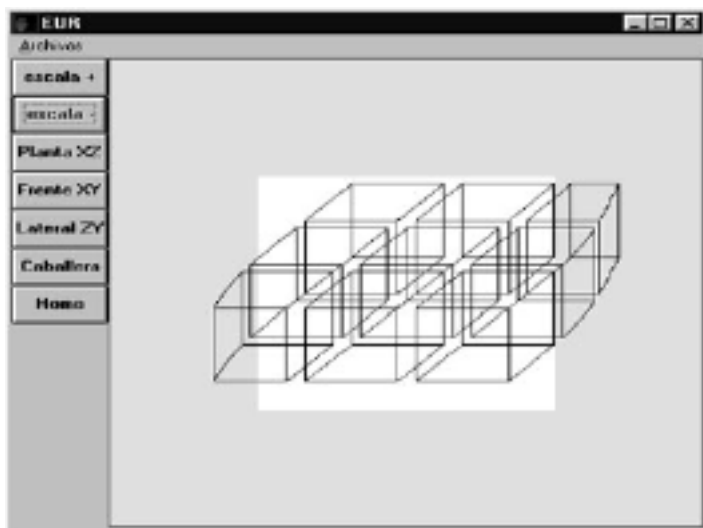 EUR
Archivos
escala +
escala -
Planta XZ
Frente XY
Lateral ZY
Caballera
Home